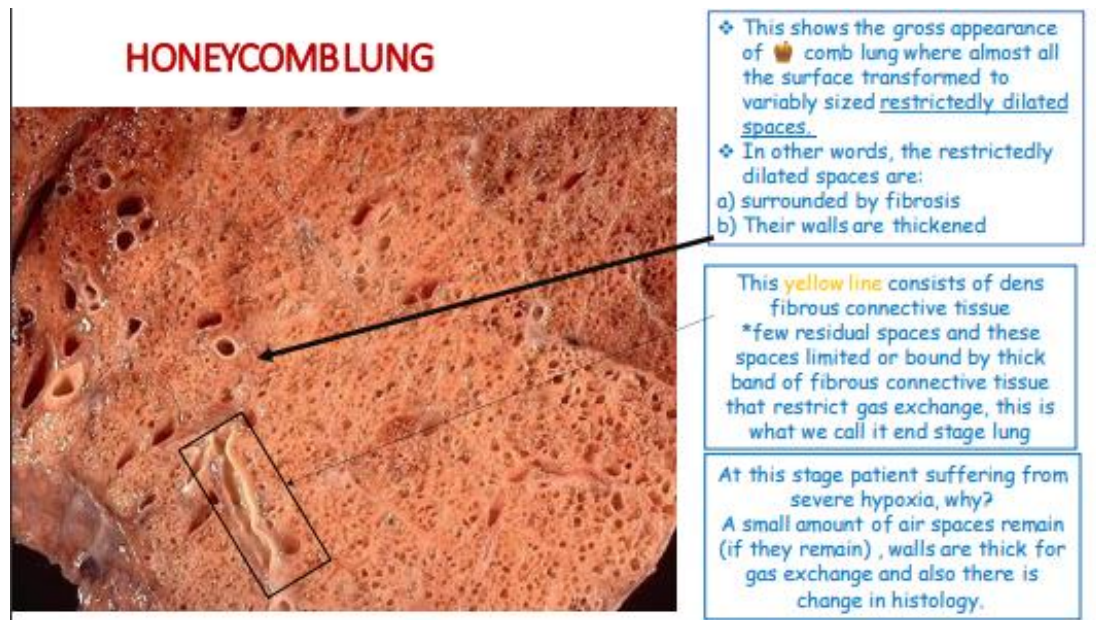 HONEYCOMB LUNG
❖ This shows the gross appearance
of comb lung where almost all
the surface transformed to
variably sized restrictedly dilated
spaces.
❖ In other words, the restrictedly
dilated spaces are:
a) surrounded by fibrosis
b) Their walls are thickened
This yellow line consists of dens
fibrous connective tissue
*few residual spaces and these
spaces limited or bound by thick
band of fibrous connective tissue
that restrict gas exchange, this is
what we call it end stage lung
At this stage patient suffering from
severe hypoxia, why?
A small amount of air spaces remain
(if they remain) , walls are thick for
gas exchange and also there is
change in histology.